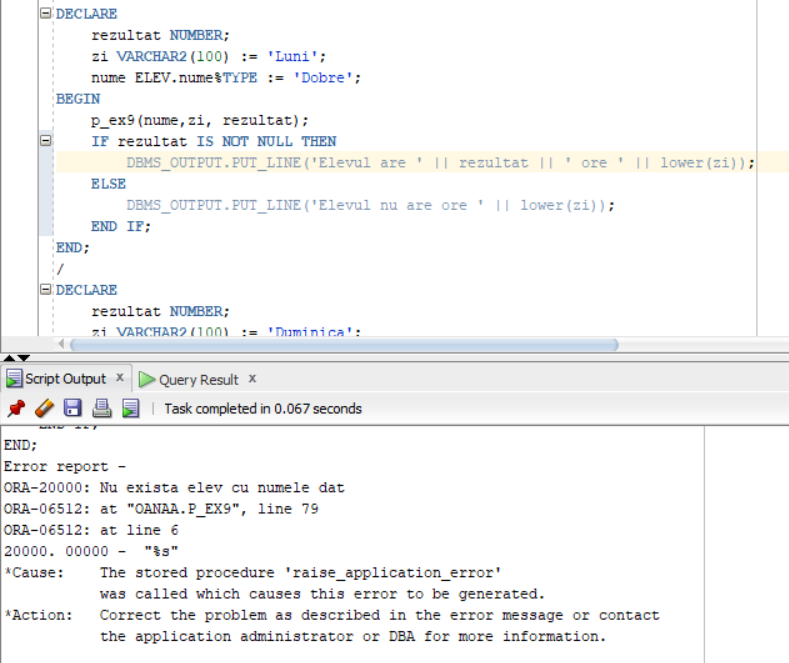 DECLARE
rezultat NUMBER;
zi VARCHAR2(100) := 'Luni';
nume ELEV.nume%TYPE := 'Dobre';
BEGIN
p_ex9(nume,zi, rezultat);
IF rezultat IS NOT NULL THEN
DBMS_OUTPUT.PUT_LINE('Elevul are ' || rezultat || ' ore ' || lower(zi));
ELSE
DBMS_OUTPUT.PUT_LINE('Elevul nu are ore ' || lower(zi));
END IF;
END;
/
DECLARE
rezultat NUMBER;
zi VARCHAR2(100) := 'Duminica';
Script Output x Query Result x
Task completed in 0.067 seconds
END IF;
END;
Error report -
ORA-20000: Nu exista elev cu numele dat
ORA-06512: at "OANAA.P_EX9", line 79
ORA-06512: at line 6
20000. 00000 - "%s"
*Cause: The stored procedure 'raise_application_error'
was called which causes this error to be generated.
*Action: Correct the problem as described in the error message or contact
the application administrator or DBA for more information.